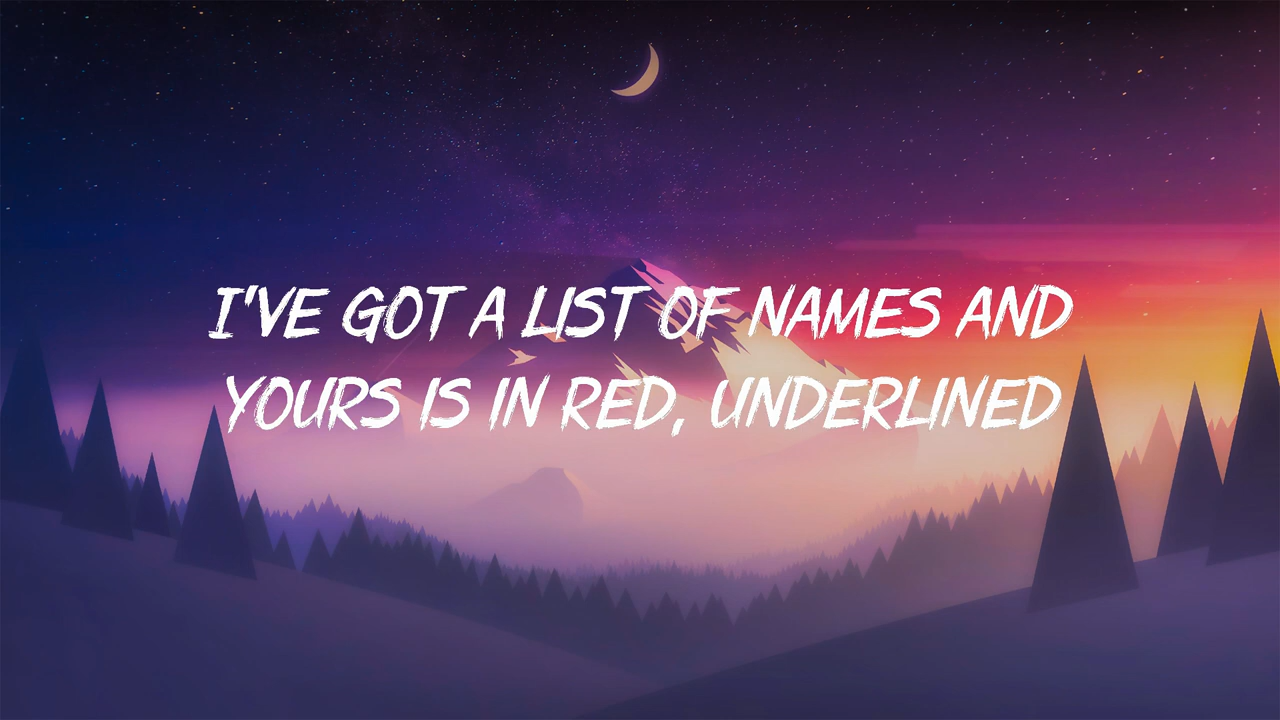 I'VE GOT A LIST OF NAMES AND
YOURS IS IN RED, UNDERLINED